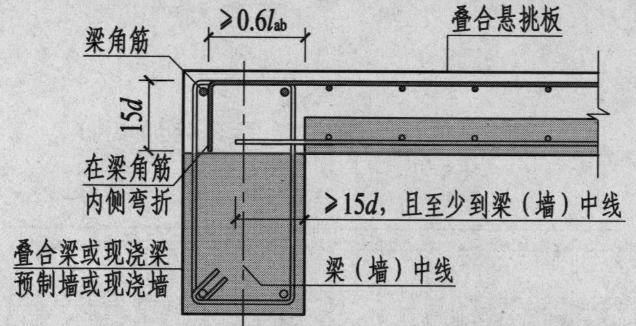 ≥0.6lab
叠合悬挑板
梁角筋
15d
在梁角筋
内侧弯折
≥15d，且至少到梁（墙）中线
叠合梁或现浇梁
预制墙或现浇墙
梁（墙）中线